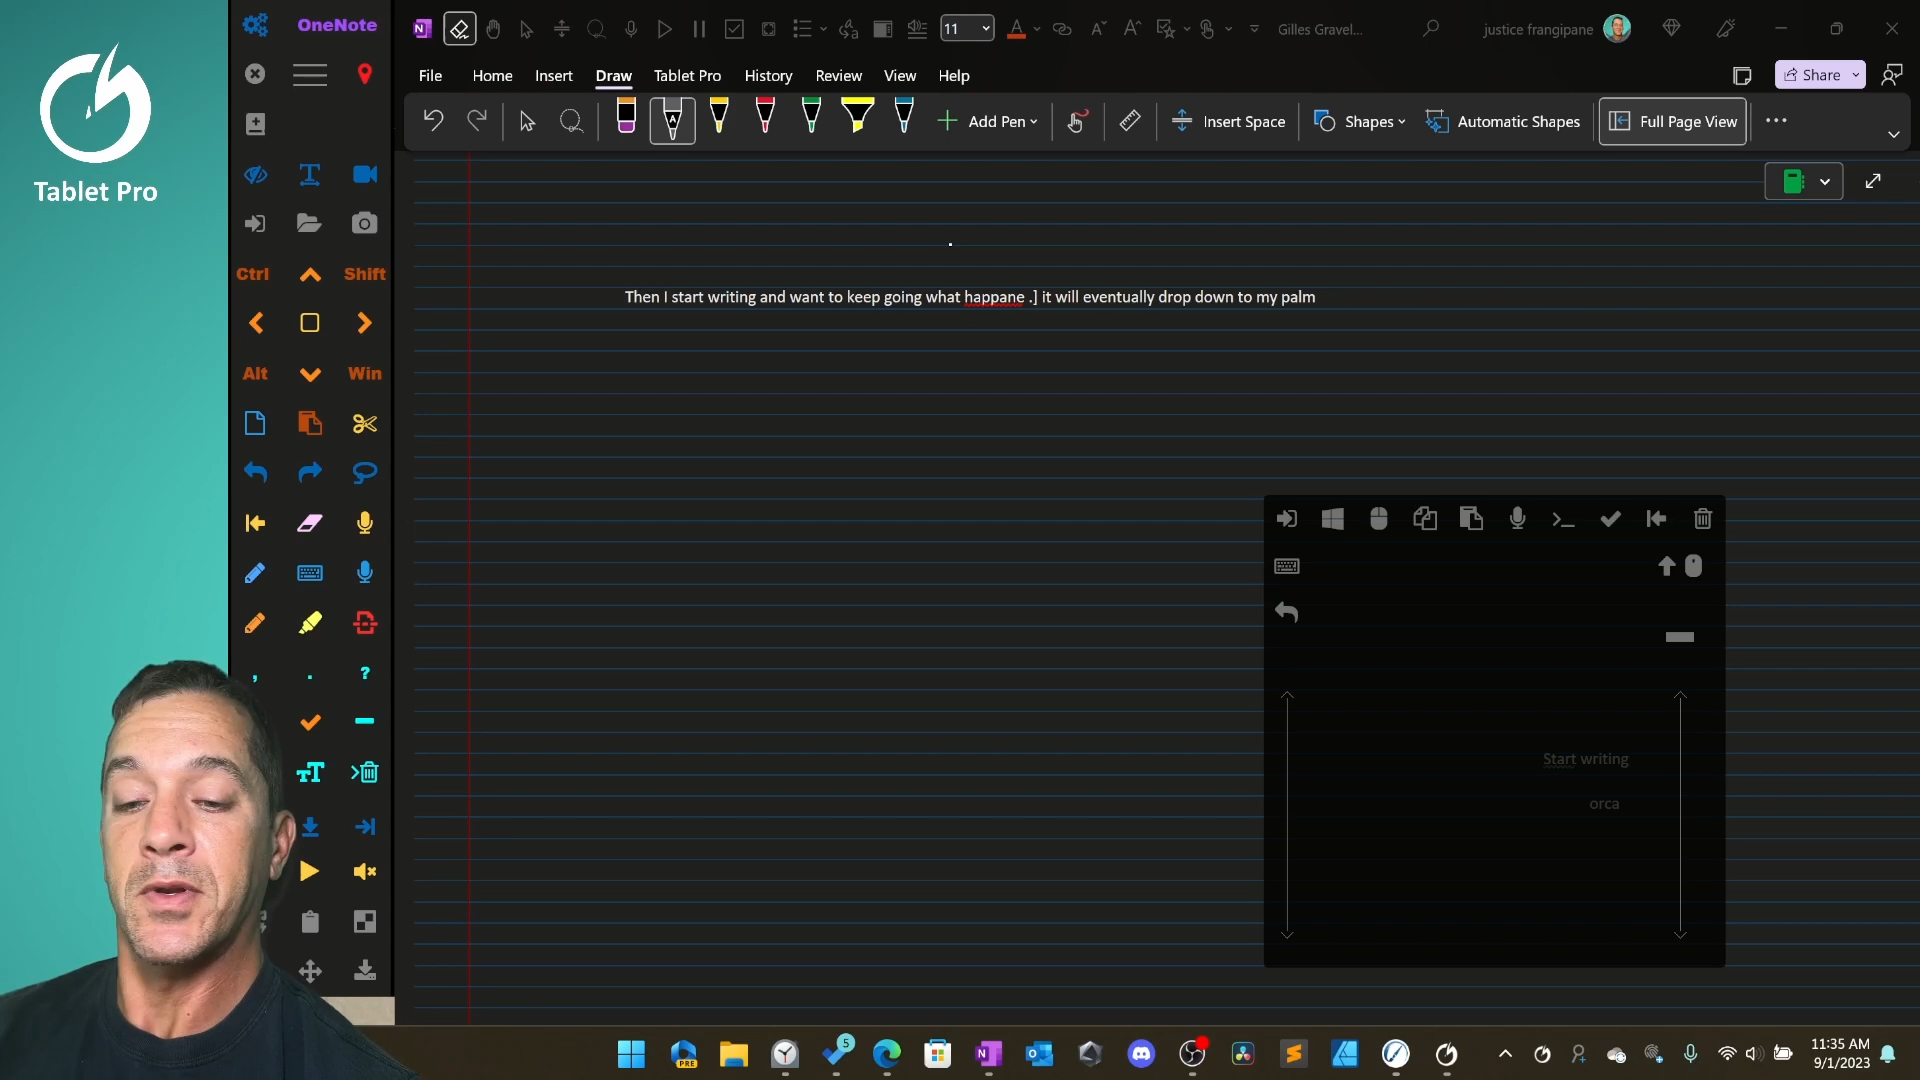 OneNote
11
Gilles Gravel...
justice frangipane
File Home Insert Draw Tablet Pro History Review View Help
Share
A
Add Pen
Insert Space
Shapes
Automatic Shapes
Full Page View
Tablet Pro
Ctrl
Shift
Alt
Win
Then I start writing and want to keep going what happane .] it will eventually drop down to my palm
, . ?
Start writing
orca
PRE
5
11:35 AM
9/1/2023